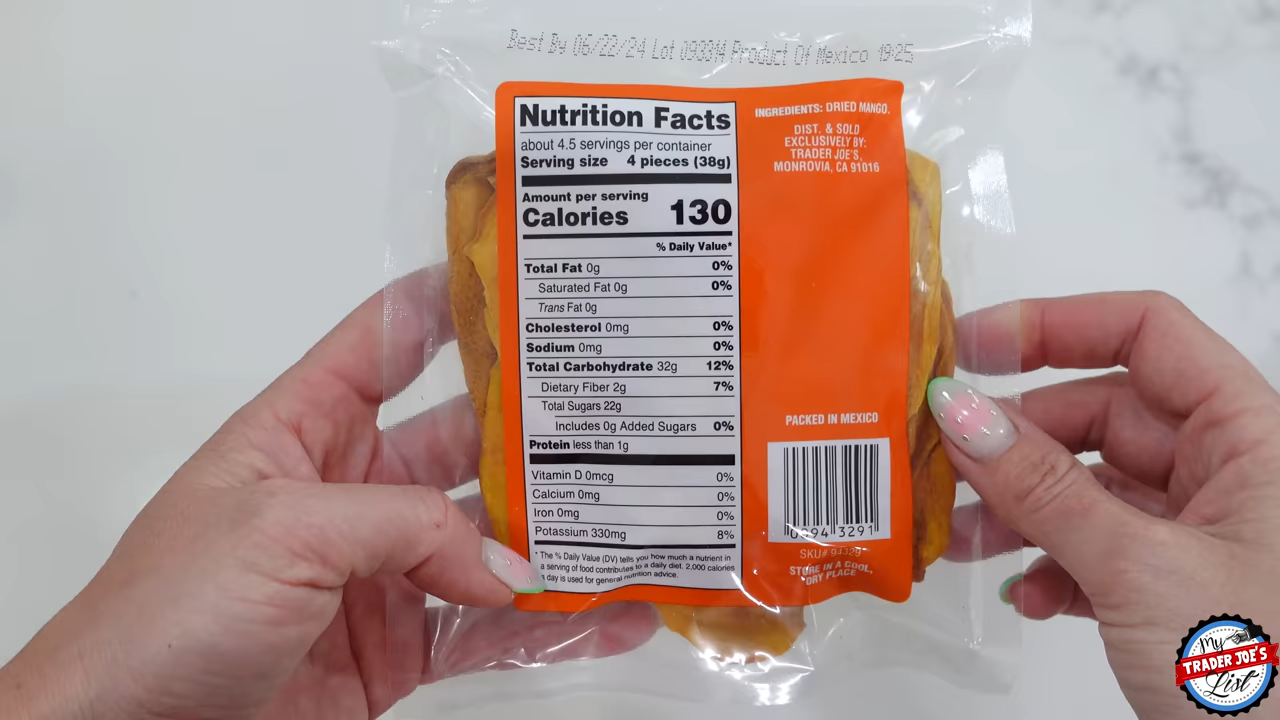 Best By 06/22/24 Lot 09331A Product Of Mexico 19:25
Nutrition Facts
about 4.5 servings per container
Serving size 4 pieces (38g)
Amount per serving
Calories 130
% Daily Value*
Total Fat 0g 0%
Saturated Fat 0g 0%
Trans Fat 0g
Cholesterol 0mg 0%
Sodium 0mg 0%
Total Carbohydrate 32g 12%
Dietary Fiber 2g 7%
Total Sugars 22g
Includes 0g Added Sugars 0%
Protein less than 1g
Vitamin D 0mcg 0%
Calcium 0mg 0%
Iron 0mg 0%
Potassium 330mg 8%
* The % Daily Value (DV) tells you how much a nutrient in
a serving of food contributes to a daily diet. 2,000 calories
a day is used for general nutrition advice.
INGREDIENTS: DRIED MANGO.
DIST. & SOLD
EXCLUSIVELY BY:
TRADER JOE'S,
MONROVIA, CA 91016
PACKED IN MEXICO
0094 3291
SKU# 94329
STORE IN A COOL,
DRY PLACE
My
TRADER JOE'S
List